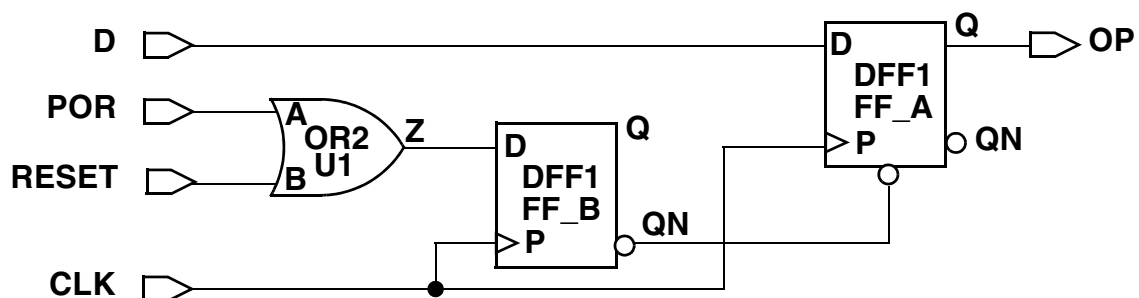 D
D
Q
OP
DFF1
FF_A
P
QN
POR
A
OR2
U1
B
Z
RESET
D
Q
DFF1
FF_B
P
QN
CLK